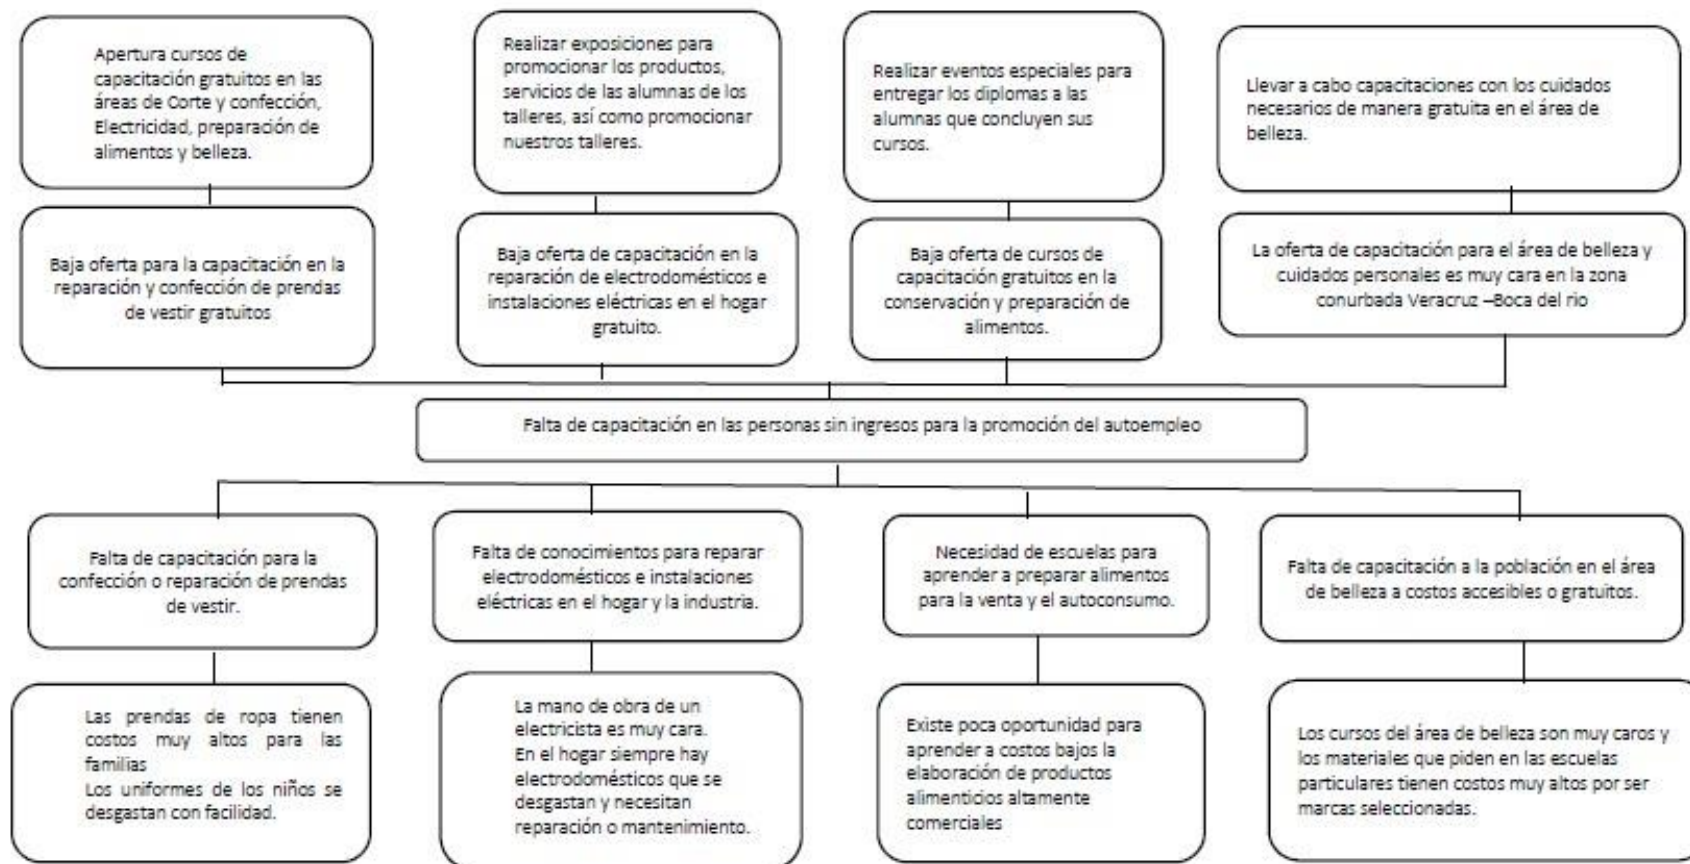 Apertura cursos de
capacitación gratuitos en las
áreas de Corte y confección,
Electricidad, preparación de
alimentos y belleza.
Realizar exposiciones para
promocionar los productos,
servicios de las alumnas de los
talleres, así como promocionar
nuestros talleres.
Realizar eventos especiales para
entregar los diplomas a las
alumnas que concluyen sus
cursos.
Llevar a cabo capacitaciones con los cuidados
necesarios de manera gratuita en el área de
belleza.
Baja oferta para la capacitación en la
reparación y confección de prendas
de vestir gratuitos
Baja oferta de capacitación en la
reparación de electrodomésticos e
instalaciones eléctricas en el hogar
gratuito.
Baja oferta de cursos de
capacitación gratuitos en la
conservación y preparación de
alimentos.
La oferta de capacitación para el área de belleza y
cuidados personales es muy cara en la zona
conurbada Veracruz –Boca del rio
Falta de capacitación en las personas sin ingresos para la promoción del autoempleo
Falta de capacitación para la
confección o reparación de prendas
de vestir.
Falta de conocimientos para reparar
electrodomésticos e instalaciones
eléctricas en el hogar y la industria.
Necesidad de escuelas para
aprender a preparar alimentos
para la venta y el autoconsumo.
Falta de capacitación a la población en el área
de belleza a costos accesibles o gratuitos.
Las prendas de ropa tienen
costos muy altos para las
familias
Los uniformes de los niños se
desgastan con facilidad.
La mano de obra de un
electricista es muy cara.
En el hogar siempre hay
electrodomésticos que se
desgastan y necesitan
reparación o mantenimiento.
Existe poca oportunidad para
aprender a costos bajos la
elaboración de productos
alimenticios altamente
comerciales
Los cursos del área de belleza son muy caros y
los materiales que piden en las escuelas
particulares tienen costos muy altos por ser
marcas seleccionadas.